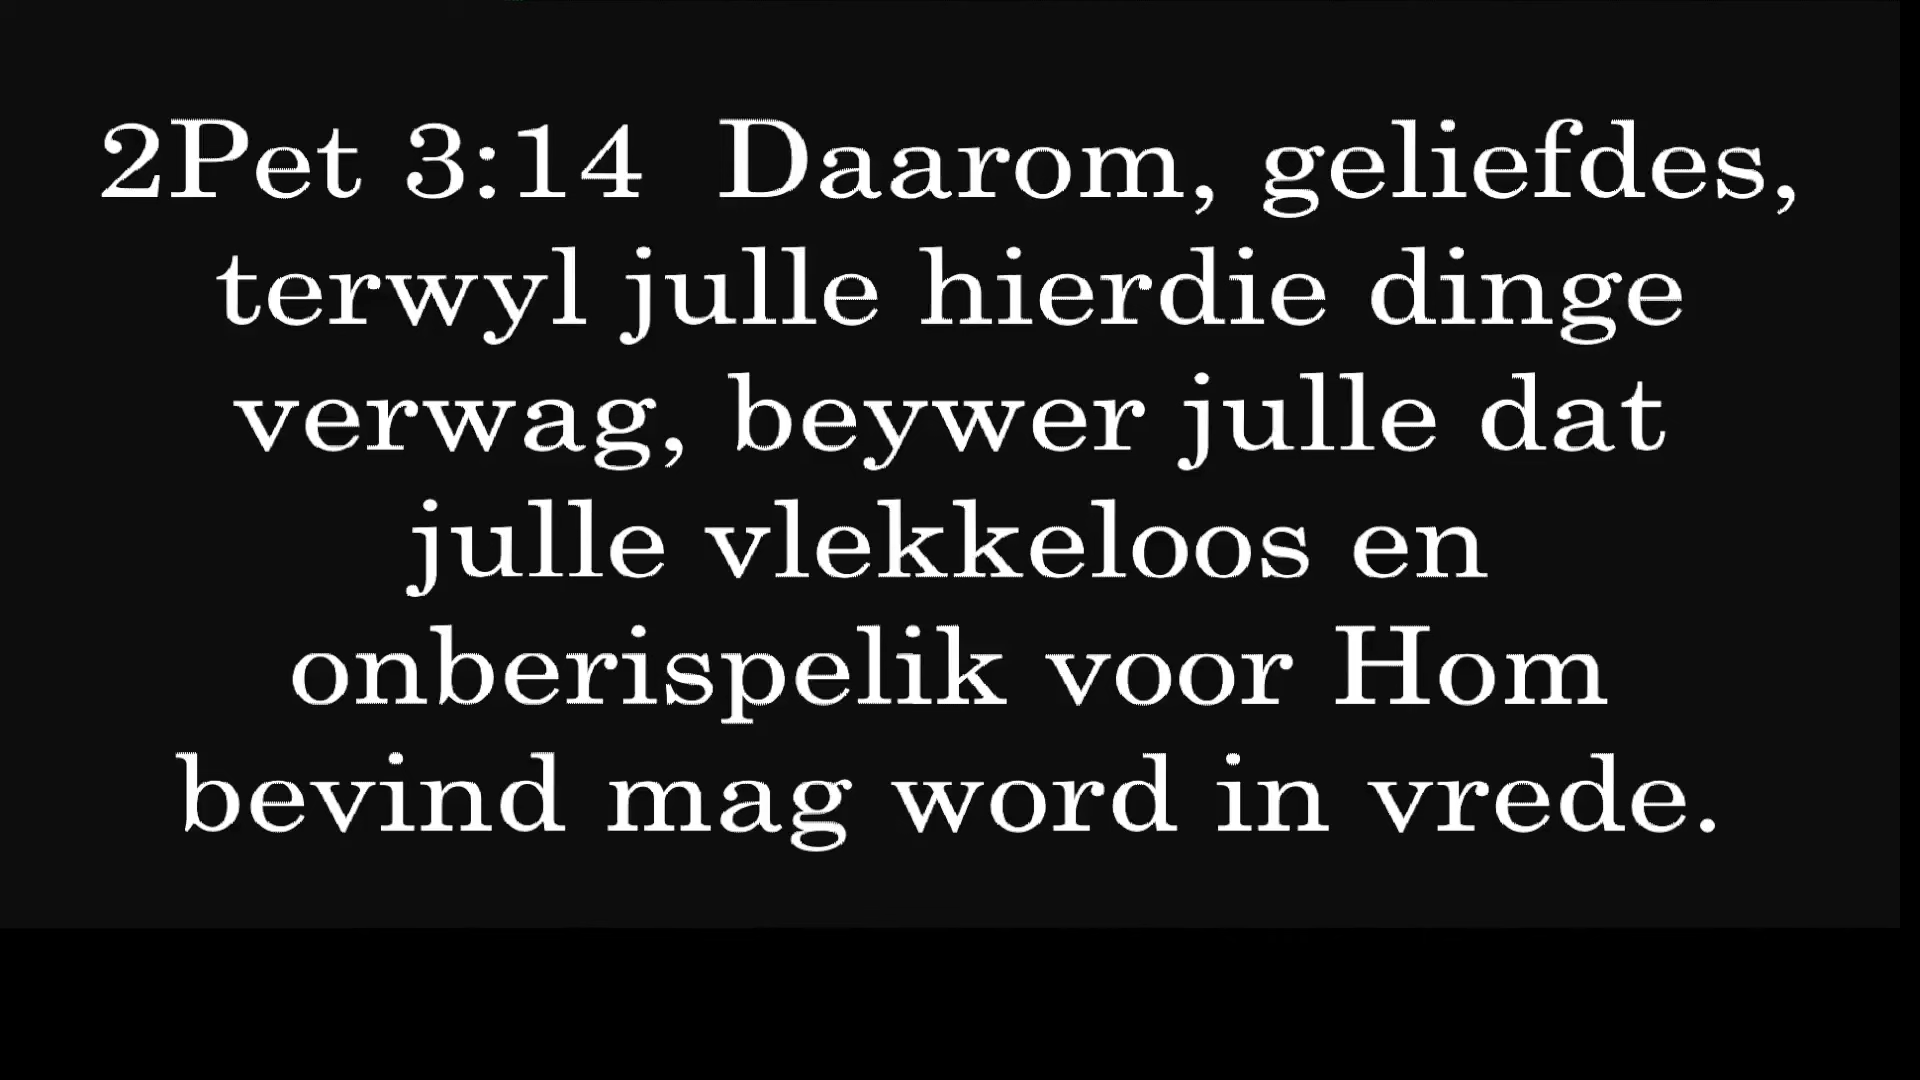 2Pet 3:14  Daarom, geliefdes,
terwyl julle hierdie dinge
verwag, beywer julle dat
julle vlekkeloos en
onberispelik voor Hom
bevind mag word in vrede.